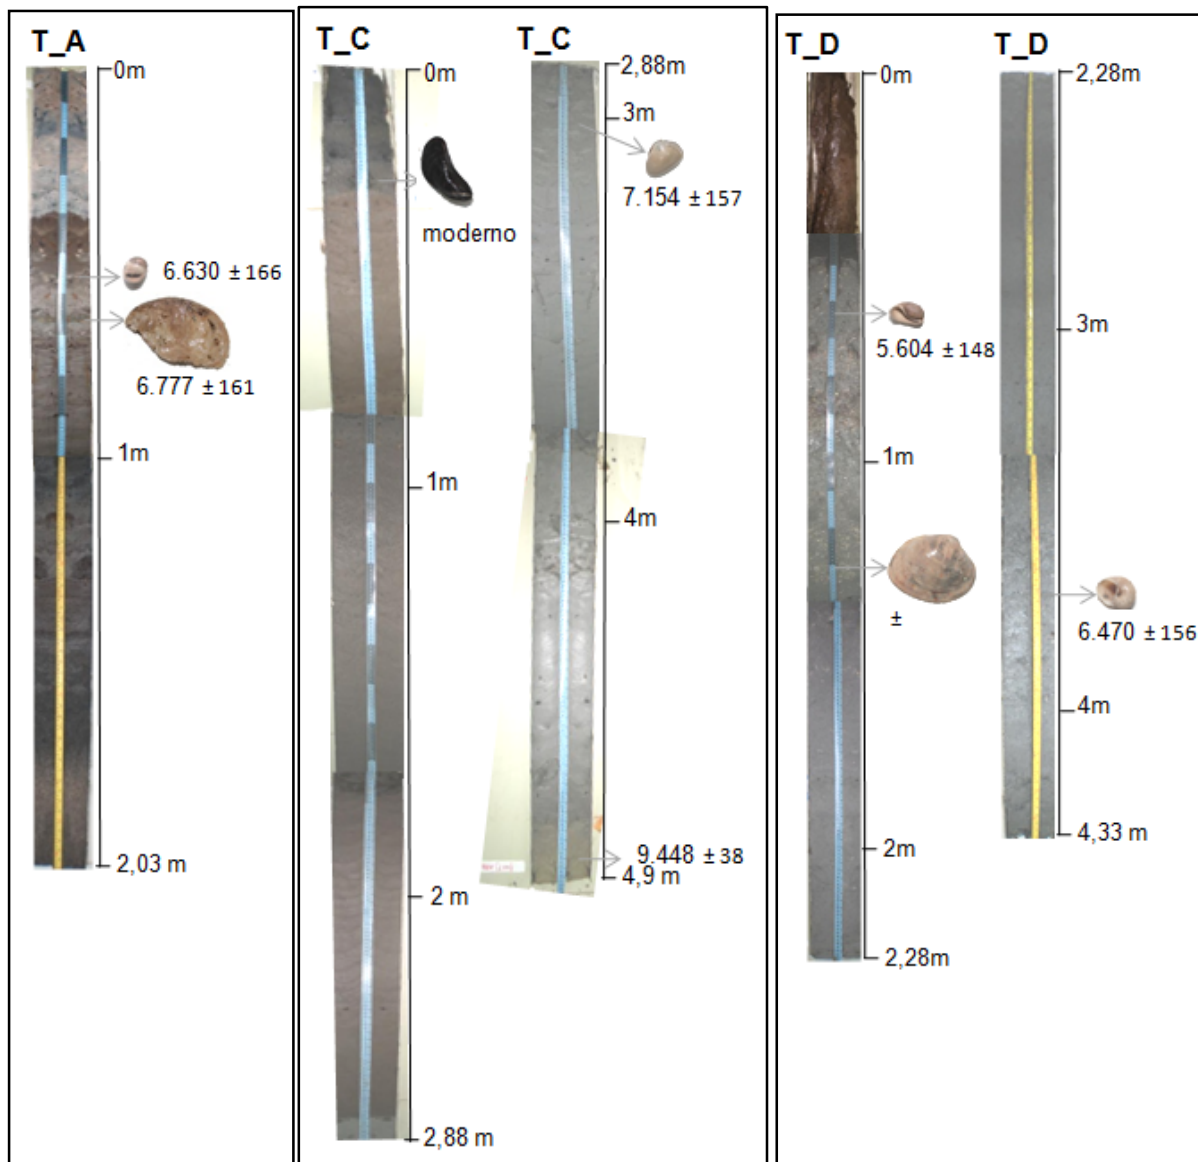 T_A
0m
6.630 ± 166
6.777 ± 161
1m
2,03 m
T_C
0m
moderno
1m
2 m
2,88 m
T_C
2,88m
3m
7.154 ± 157
4m
9.448 ± 38
4,9 m
T_D
0m
5.604 ± 148
1m
±
2m
2,28m
T_D
2,28m
3m
6.470 ± 156
4m
4,33 m